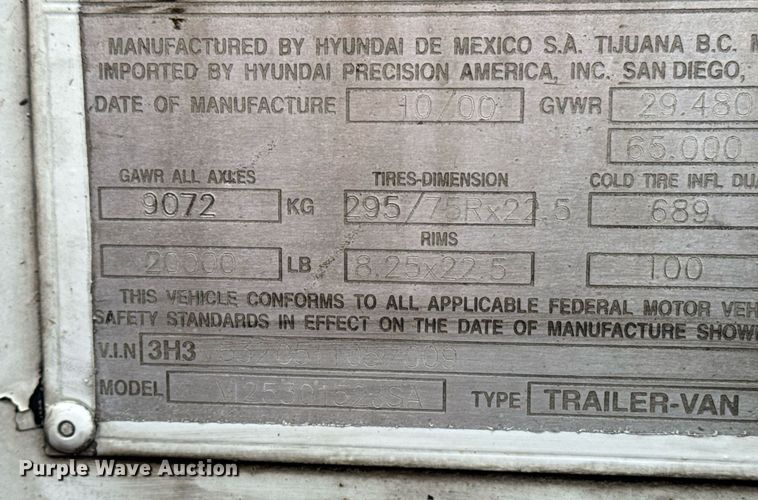 MANUFACTURED BY HYUNDAI DE MEXICO S.A. TIJUANA B.C. M
IMPORTED BY HYUNDAI PRECISION AMERICA, INC. SAN DIEGO,
DATE OF MANUFACTURE 10/00 GVWR 29.480
65.000
GAWR ALL AXLES TIRES-DIMENSION COLD TIRE INFL DU
9072 KG 295/75Rx22.5 689
RIMS
20000 LB 8.25x22.5 100
THIS VEHICLE CONFORMS TO ALL APPLICABLE FEDERAL MOTOR VEH
SAFETY STANDARDS IN EFFECT ON THE DATE OF MANUFACTURE SHOW
V.I.N 3H3
MODEL TYPE TRAILER-VAN
Purple Wave Auction